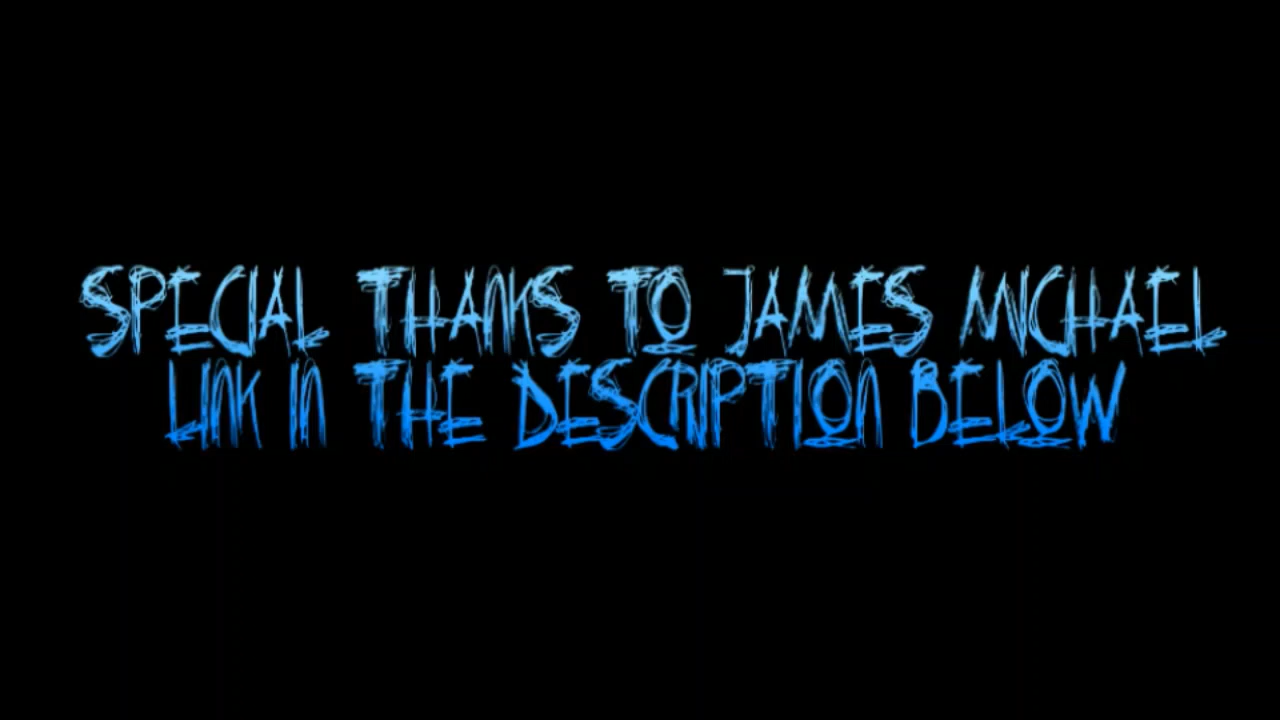 SPECIAL THANKS TO JAMES MICHAEL
LINK IN THE DESCRIPTION BELOW